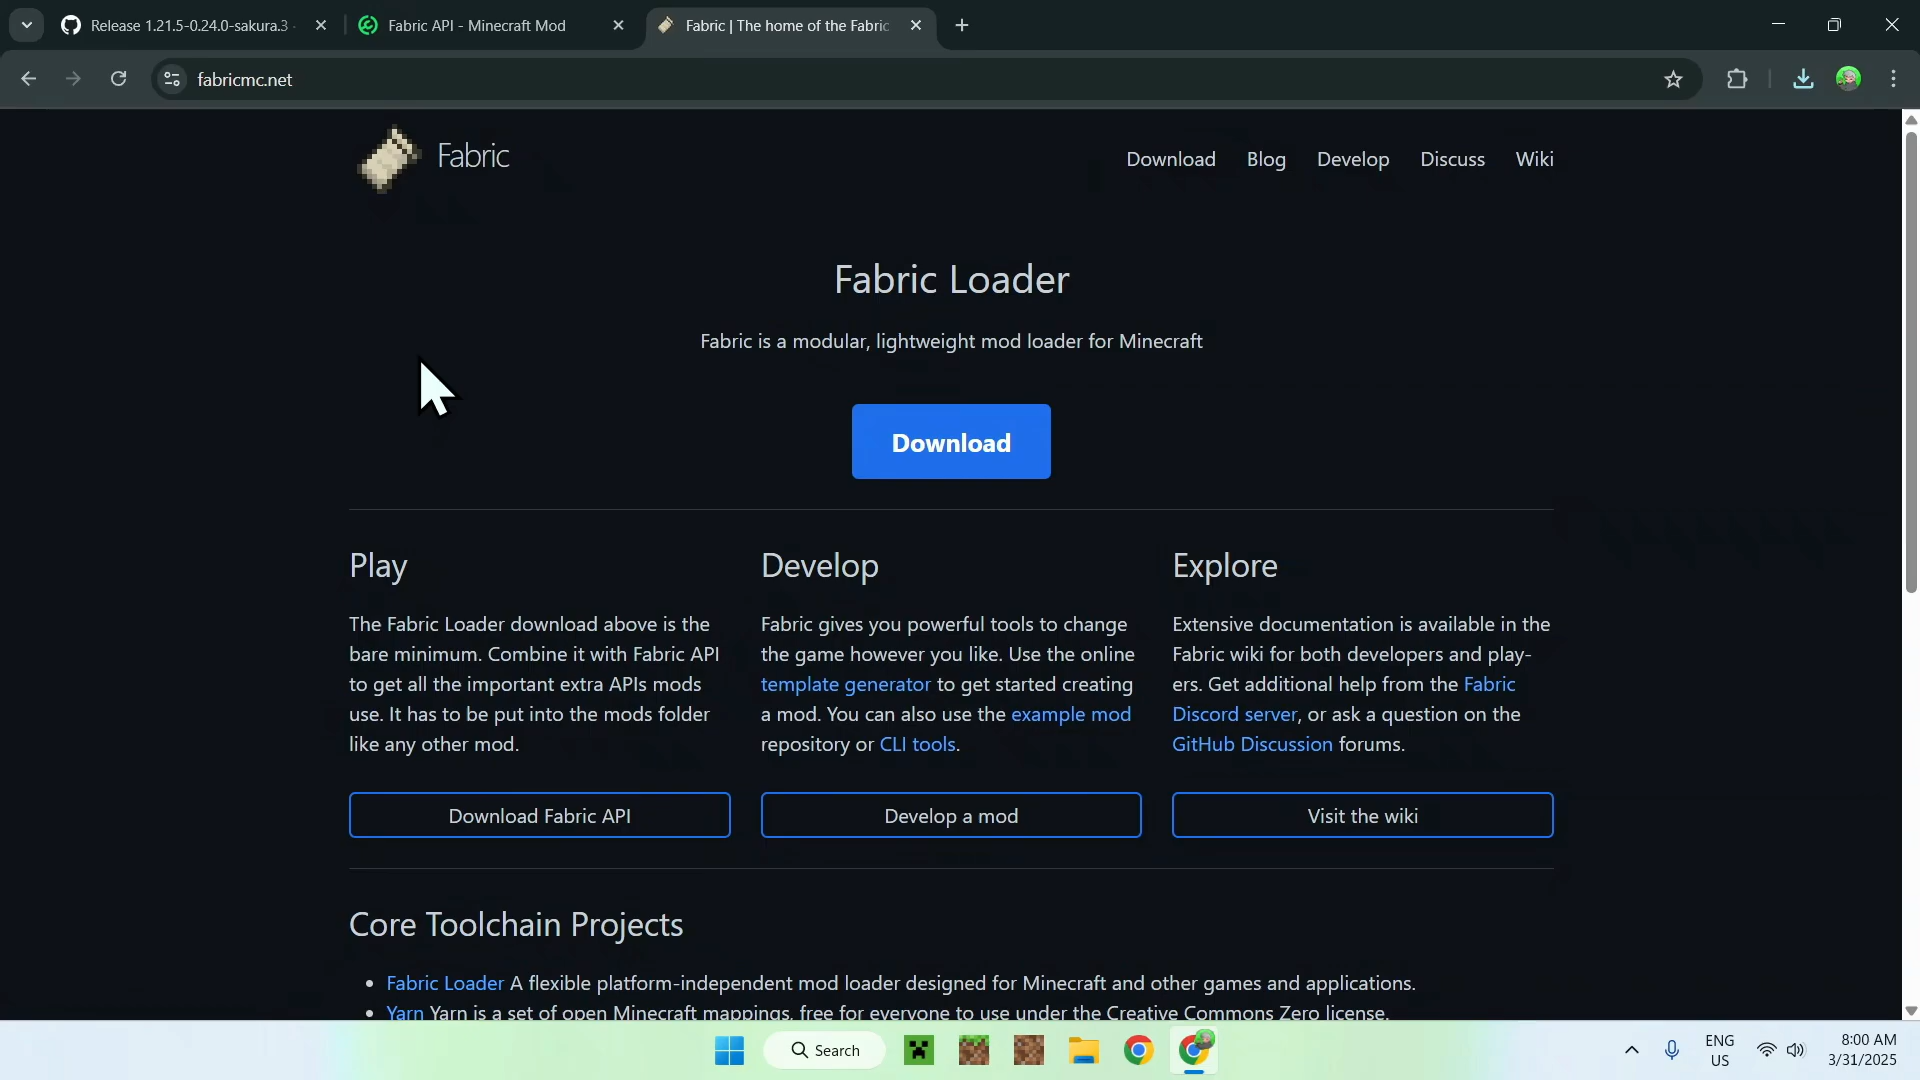 Release 1.21.5-0.24.0-sakura.3
Fabric API - Minecraft Mod
Fabric | The home of the Fabric
fabricmc.net
Fabric
Download
Blog
Develop
Discuss
Wiki
Fabric Loader
Fabric is a modular, lightweight mod loader for Minecraft
Download
Play
The Fabric Loader download above is the
bare minimum. Combine it with Fabric API
to get all the important extra APIs mods
use. It has to be put into the mods folder
like any other mod.
Download Fabric API
Develop
Fabric gives you powerful tools to change
the game however you like. Use the online
template generator to get started creating
a mod. You can also use the example mod
repository or CLI tools.
Develop a mod
Explore
Extensive documentation is available in the
Fabric wiki for both developers and play-
ers. Get additional help from the Fabric
Discord server, or ask a question on the
GitHub Discussion forums.
Visit the wiki
Core Toolchain Projects
• Fabric Loader A flexible platform-independent mod loader designed for Minecraft and other games and applications.
• Yarn Yarn is a set of open Minecraft mappings, free for everyone to use under the Creative Commons Zero license.
Search
ENG
US
8:00 AM
3/31/2025